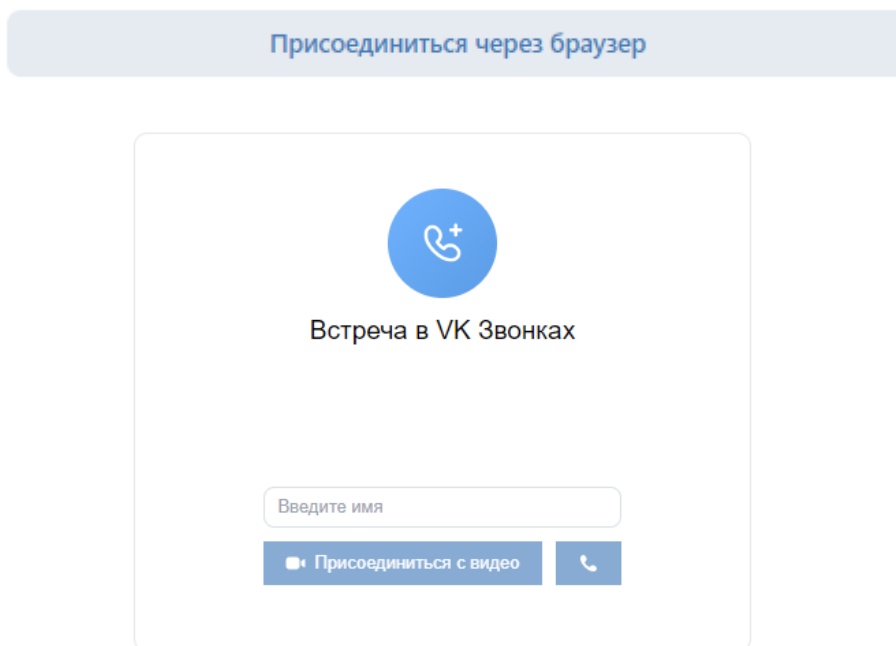 Присоединиться через браузер
Встреча в VK Звонках
Введите имя
Присоединиться с видео